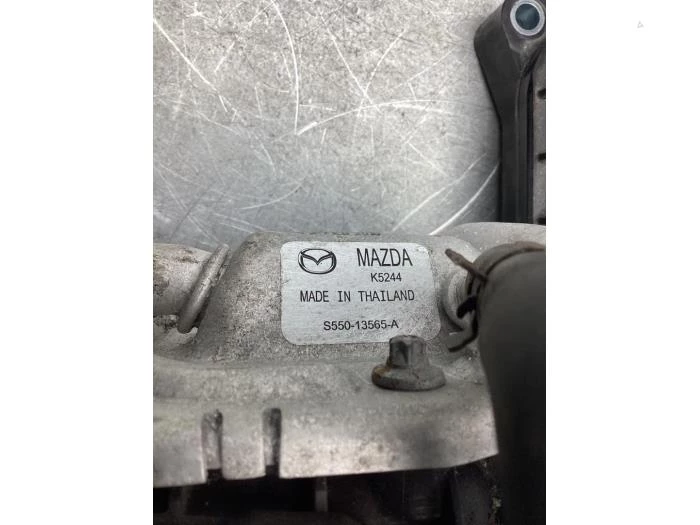 MAZDA
K5244
MADE IN THAILAND
S550-13565-A